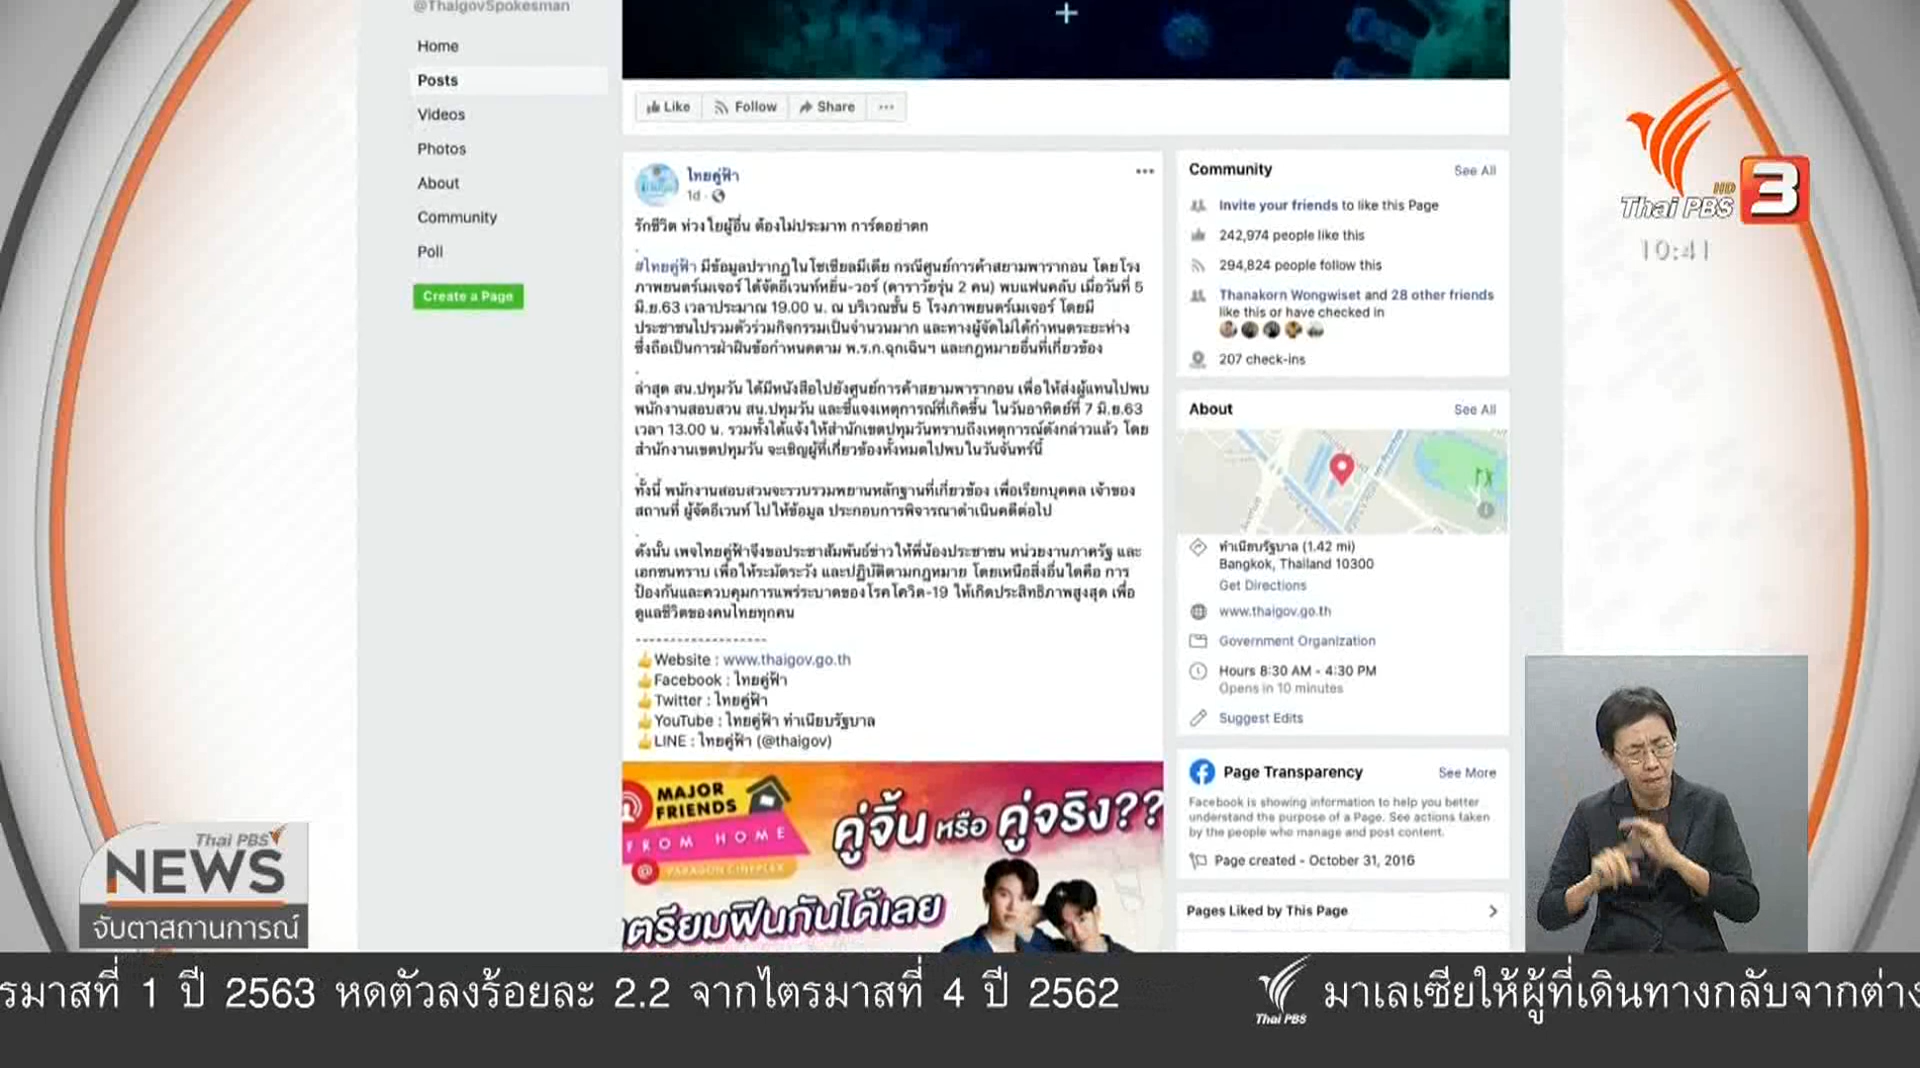 @ThaigovSpokesman
Home
Posts
Videos
Photos
About
Community
Poll
Create a Page
Like
Follow
Share
ไทยคู่ฟ้า
1d
รักชีวิต ห่วงใยผู้อื่น ต้องไม่ประมาท การ์ดอย่าตก
.
#ไทยคู่ฟ้า มีข้อมูลปรากฏในโซเชียลมีเดีย กรณีศูนย์การค้าสยามพารากอน โดยโรง
ภาพยนตร์เมเจอร์ ได้จัดอีเวนท์หยิ่น-วอร์ (ดาราวัยรุ่น 2 คน) พบแฟนคลับ เมื่อวันที่ 5
มิ.ย.63 เวลาประมาณ 19.00 น. ณ บริเวณชั้น 5 โรงภาพยนตร์เมเจอร์ โดยมี
ประชาชนไปรวมตัวร่วมกิจกรรมเป็นจำนวนมาก และทางผู้จัดไม่ได้กำหนดระยะห่าง
ซึ่งถือเป็นการฝ่าฝืนข้อกำหนดตาม พ.ร.ก.ฉุกเฉินฯ และกฎหมายอื่นที่เกี่ยวข้อง
.
ล่าสุด สน.ปทุมวัน ได้มีหนังสือไปยังศูนย์การค้าสยามพารากอน เพื่อให้ส่งผู้แทนไปพบ
พนักงานสอบสวน สน.ปทุมวัน และชี้แจงเหตุการณ์ที่เกิดขึ้น ในวันอาทิตย์ที่ 7 มิ.ย.63
เวลา 13.00 น. รวมทั้งได้แจ้งให้สำนักเขตปทุมวันทราบถึงเหตุการณ์ดังกล่าวแล้ว โดย
สำนักงานเขตปทุมวัน จะเชิญผู้ที่เกี่ยวข้องทั้งหมดไปพบในวันจันทร์นี้
.
ทั้งนี้ พนักงานสอบสวนจะรวบรวมพยานหลักฐานที่เกี่ยวข้อง เพื่อเรียกบุคคล เจ้าของ
สถานที่ ผู้จัดอีเวนท์ ไปให้ข้อมูล ประกอบการพิจารณาดำเนินคดีต่อไป
.
ดังนั้น เพจไทยคู่ฟ้าจึงขอประชาสัมพันธ์ข่าวให้พี่น้องประชาชน หน่วยงานภาครัฐ และ
เอกชนทราบ เพื่อให้ระมัดระวัง และปฏิบัติตามกฎหมาย โดยเหนือสิ่งอื่นใดคือ การ
ป้องกันและควบคุมการแพร่ระบาดของโรคโควิด-19 ให้เกิดประสิทธิภาพสูงสุด เพื่อ
ดูแลชีวิตของคนไทยทุกคน
-------------------
👍Website : www.thaigov.go.th
👍Facebook : ไทยคู่ฟ้า
👍Twitter : ไทยคู่ฟ้า
👍YouTube : ไทยคู่ฟ้า ทำเนียบรัฐบาล
👍LINE : ไทยคู่ฟ้า (@thaigov)
MAJOR
FRIENDS
FROM HOME
@ PARAGON CINEPLEX
คู่จิ้น หรือ คู่จริง??
เตรียมฟินกันได้เลย
Community
See All
Invite your friends to like this Page
242,974 people like this
294,824 people follow this
Thanakorn Wongwiset and 28 other friends
like this or have checked in
207 check-ins
About
See All
ทำเนียบรัฐบาล (1.42 mi)
Bangkok, Thailand 10300
Get Directions
www.thaigov.go.th
Government Organization
Hours 8:30 AM - 4:30 PM
Opens in 10 minutes
Suggest Edits
Page Transparency
See More
Facebook is showing information to help you better
understand the purpose of a Page. See actions taken
by the people who manage and post content.
Page created - October 31, 2016
Pages Liked by This Page
Thai PBS HD 3
10:41
Thai PBS
NEWS
จับตาสถานการณ์
รมาสที่ 1 ปี 2563 หดตัวลงร้อยละ 2.2 จากไตรมาสที่ 4 ปี 2562
Thai PBS
มาเลเซียให้ผู้ที่เดินทางกลับจากต่าง